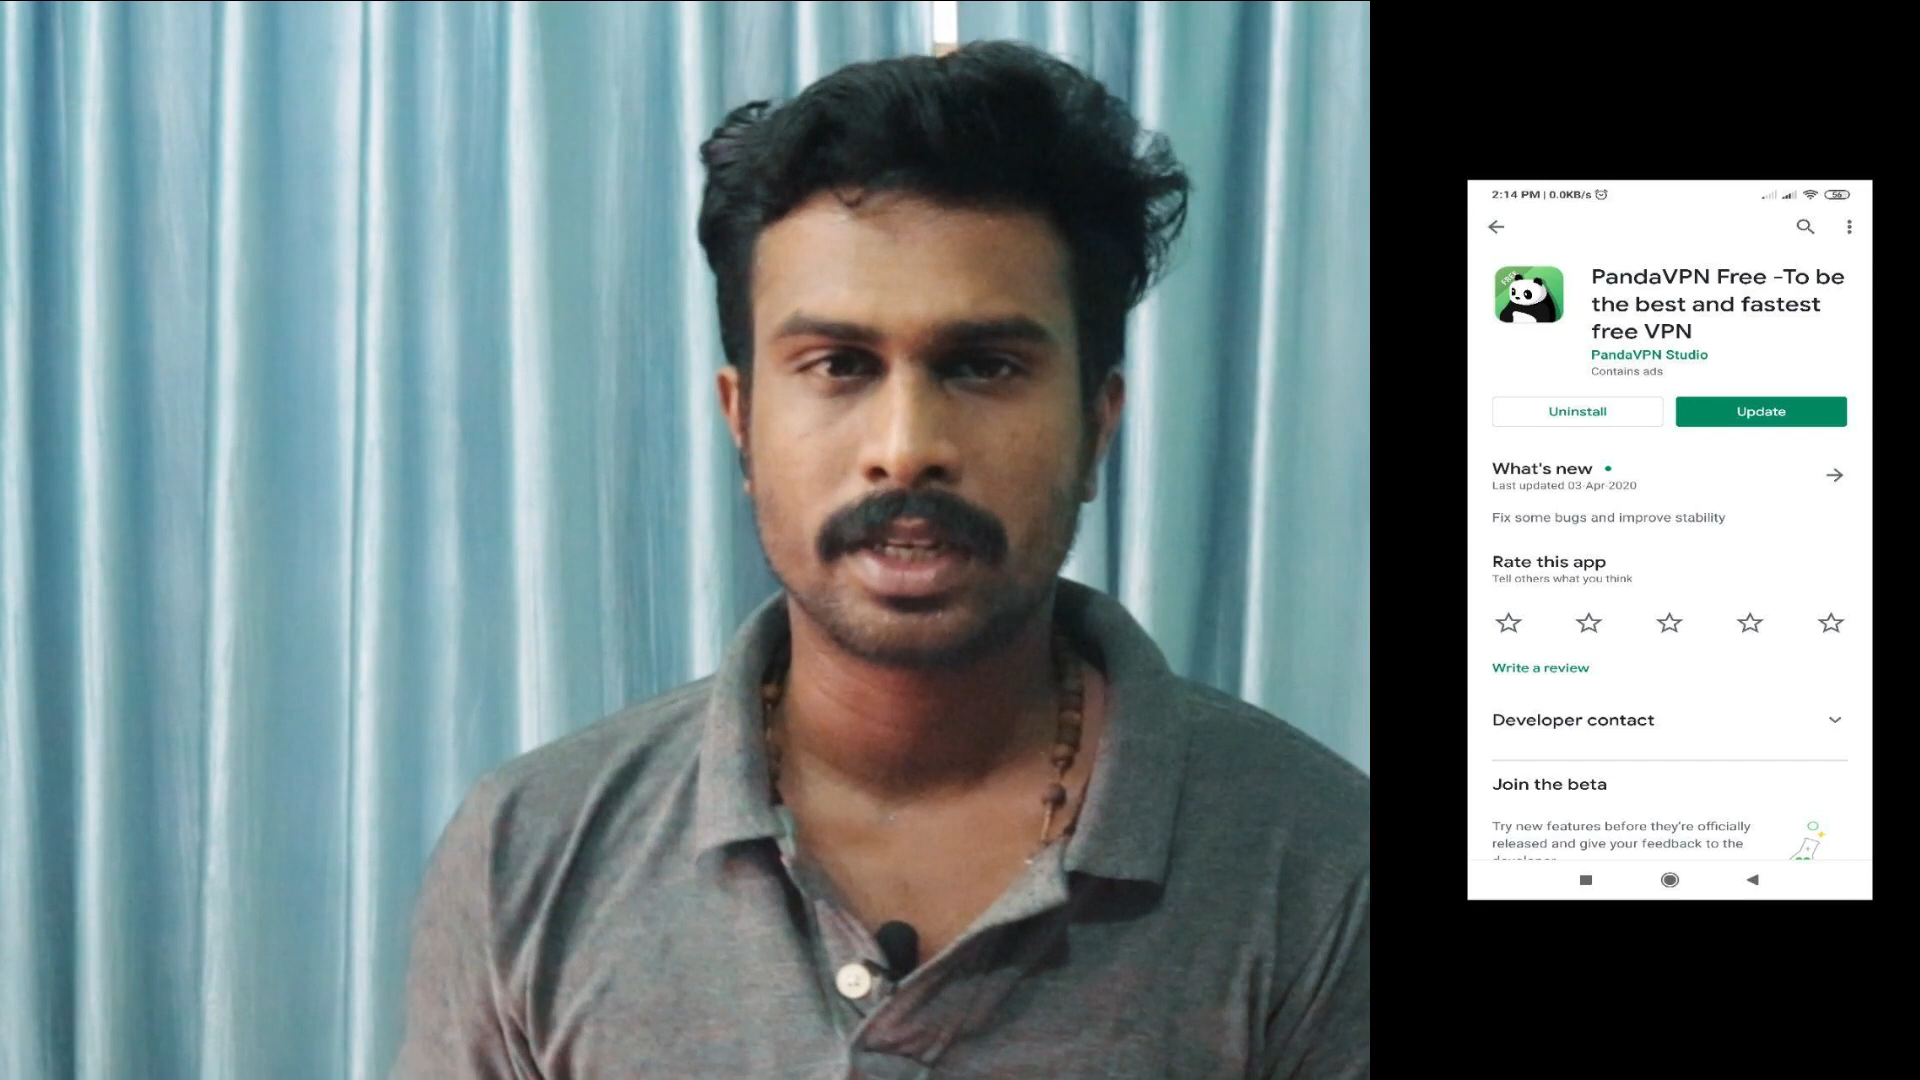 2:14 PM | 0.0KB/s
56
FREE
PandaVPN Free -To be
the best and fastest
free VPN
PandaVPN Studio
Contains ads
Uninstall
Update
What's new
Last updated 03-Apr-2020
Fix some bugs and improve stability
Rate this app
Tell others what you think
Write a review
Developer contact
Join the beta
Try new features before they're officially
released and give your feedback to the
developer